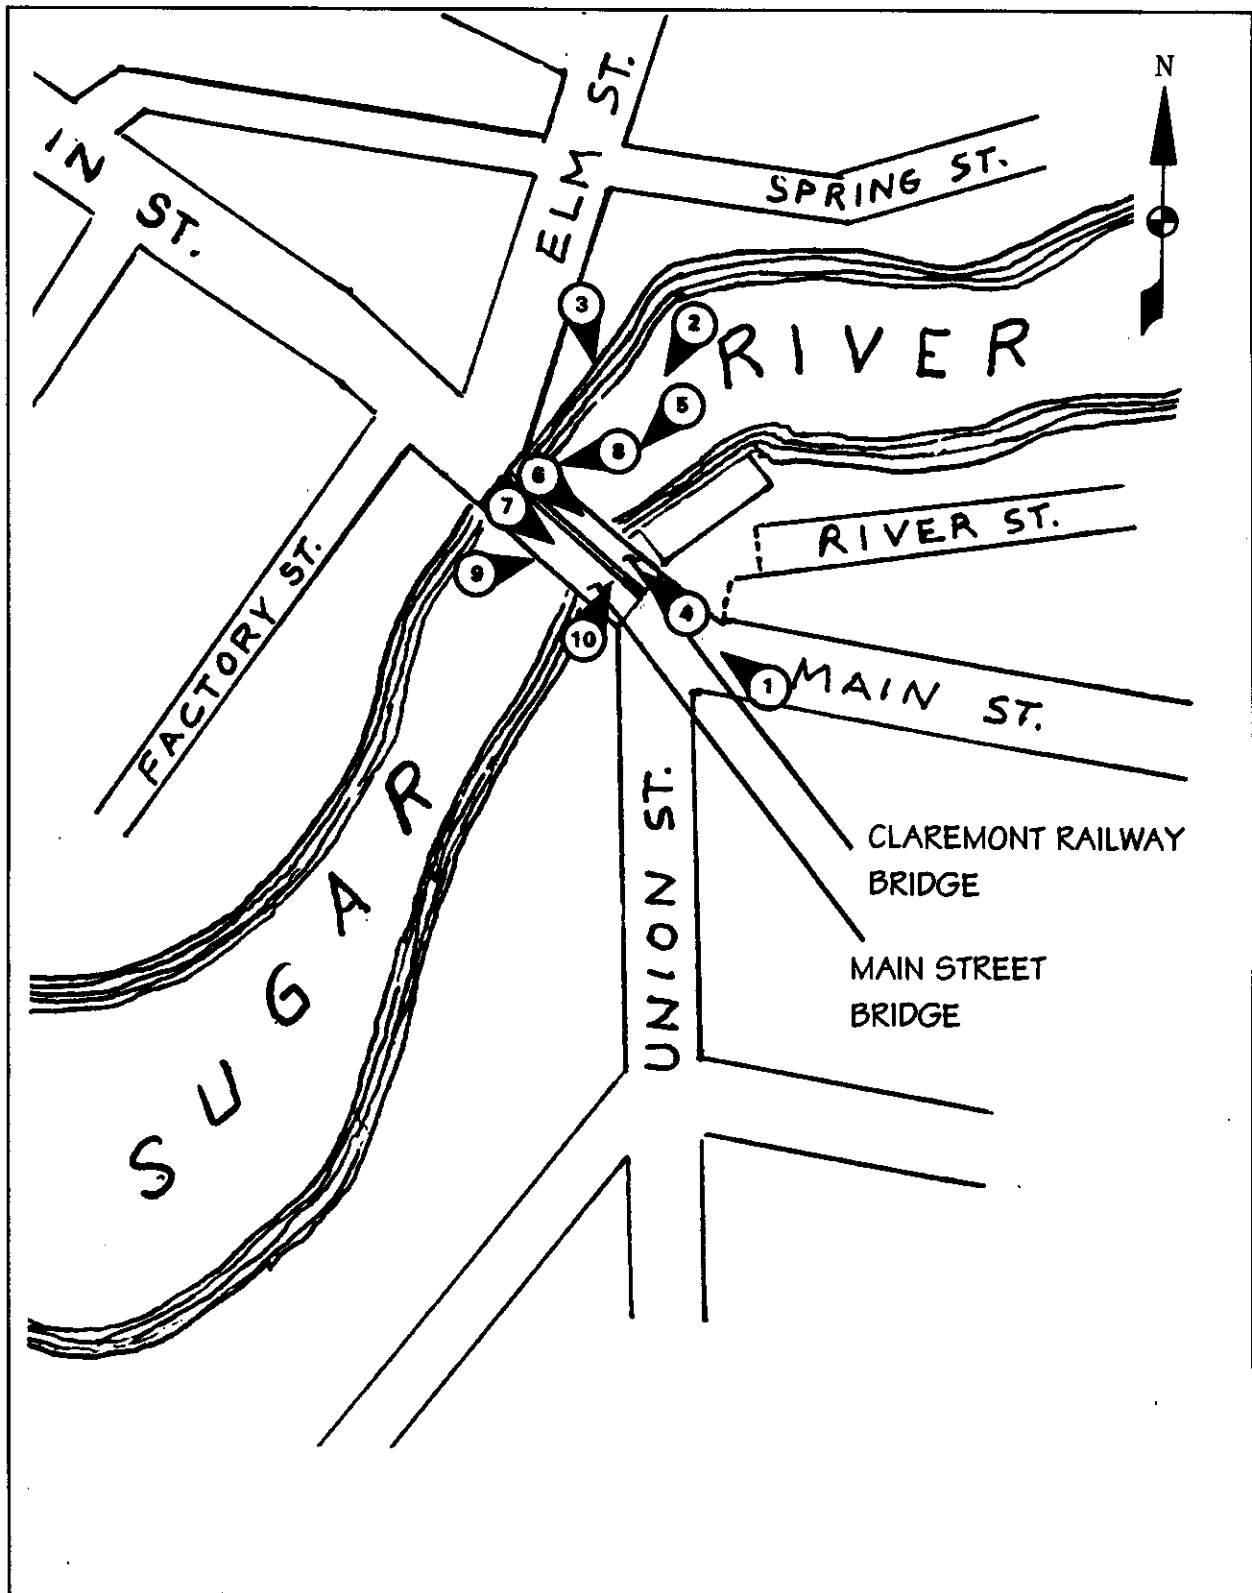 N
ELM ST.
SPRING ST.
IN ST.
3
2
RIVER
5
8
6
7
RIVER ST.
9
4
10
1
MAIN ST.
FACTORY ST.
SUGAR
UNION ST.
CLAREMONT RAILWAY
BRIDGE
MAIN STREET
BRIDGE